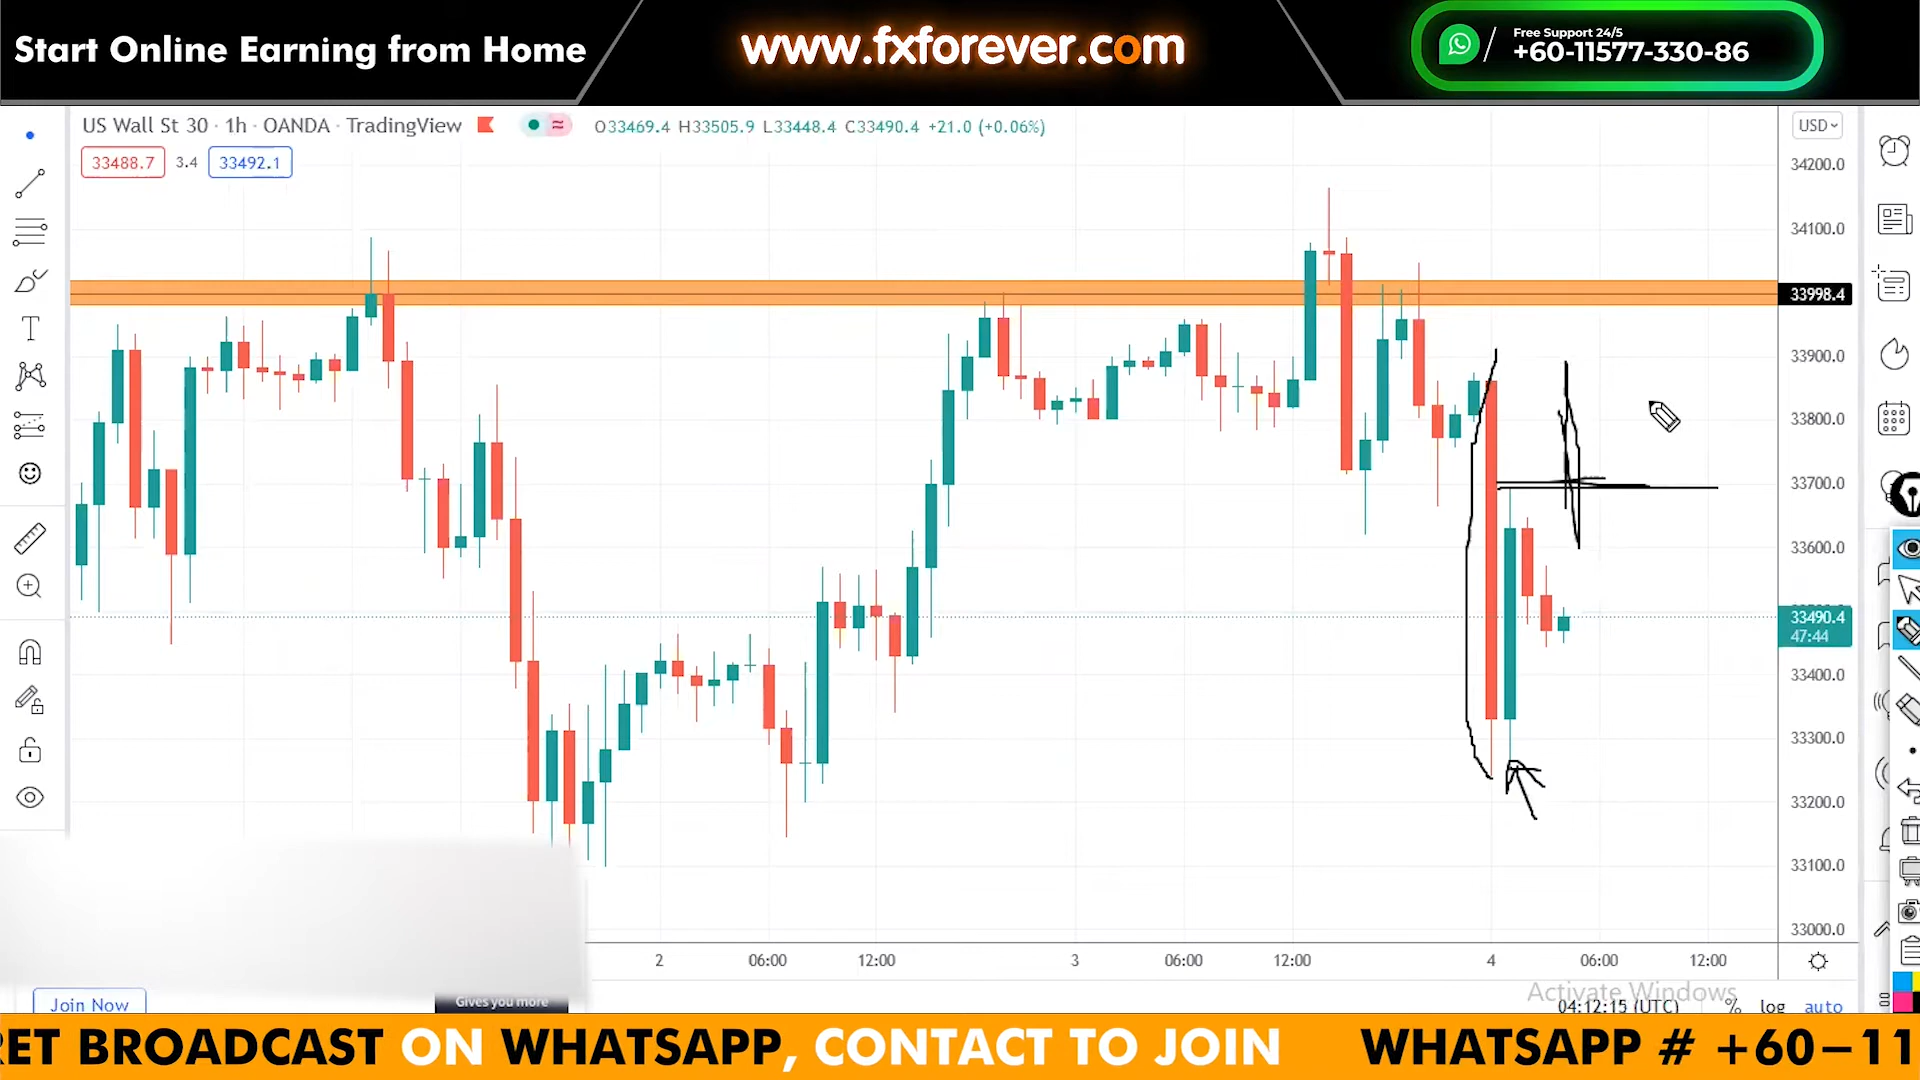 Start Online Earning from Home
www.fxforever.com
Free Support 24/5
+60-11577-330-86
US Wall St 30 · 1h · OANDA · TradingView
O33469.4 H33505.9 L33448.4 C33490.4 +21.0 (+0.06%)
USD
33488.7 3.4 33492.1
34200.0
34100.0
33998.4
33900.0
33800.0
33700.0
33600.0
33490.4
47:44
33400.0
33300.0
33200.0
33100.0
33000.0
2 06:00 12:00 3 06:00 12:00 4 06:00 12:00
Activate Windows
Join Now
Gives you more
04:12:15 (UTC) % log auto
RET BROADCAST ON WHATSAPP, CONTACT TO JOIN WHATSAPP # +60–11